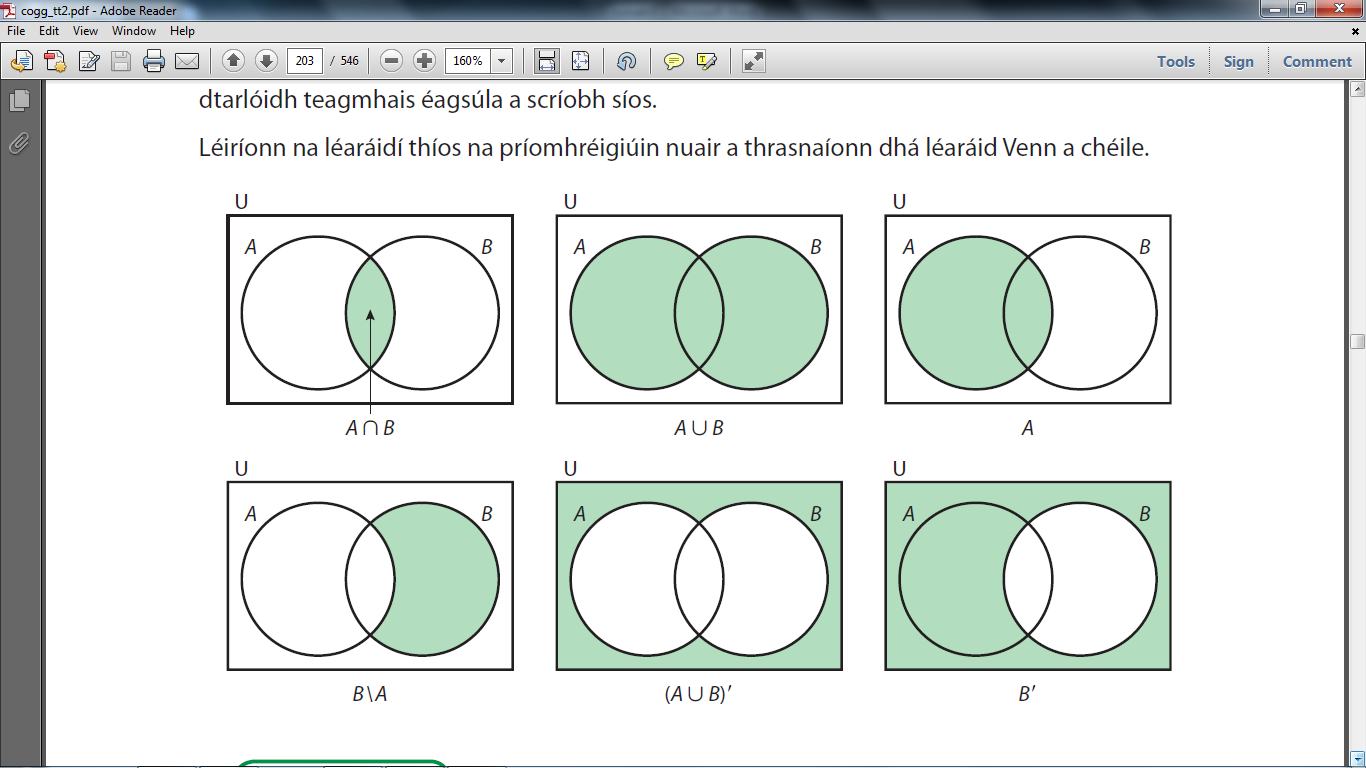 cogg_tt2.pdf - Adobe Reader
File Edit View Window Help
203 / 546 160% Tools Sign Comment
dtarlóidh teagmhais éagsúla a scríobh síos.
Léiríonn na léaráidí thíos na príomhréigiúin nuair a thrasnaíonn dhá léaráid Venn a chéile.
U U U
A B A B A B
A ∩ B A ∪ B A
U U U
A B A B A B
B \ A (A ∪ B)′ B′